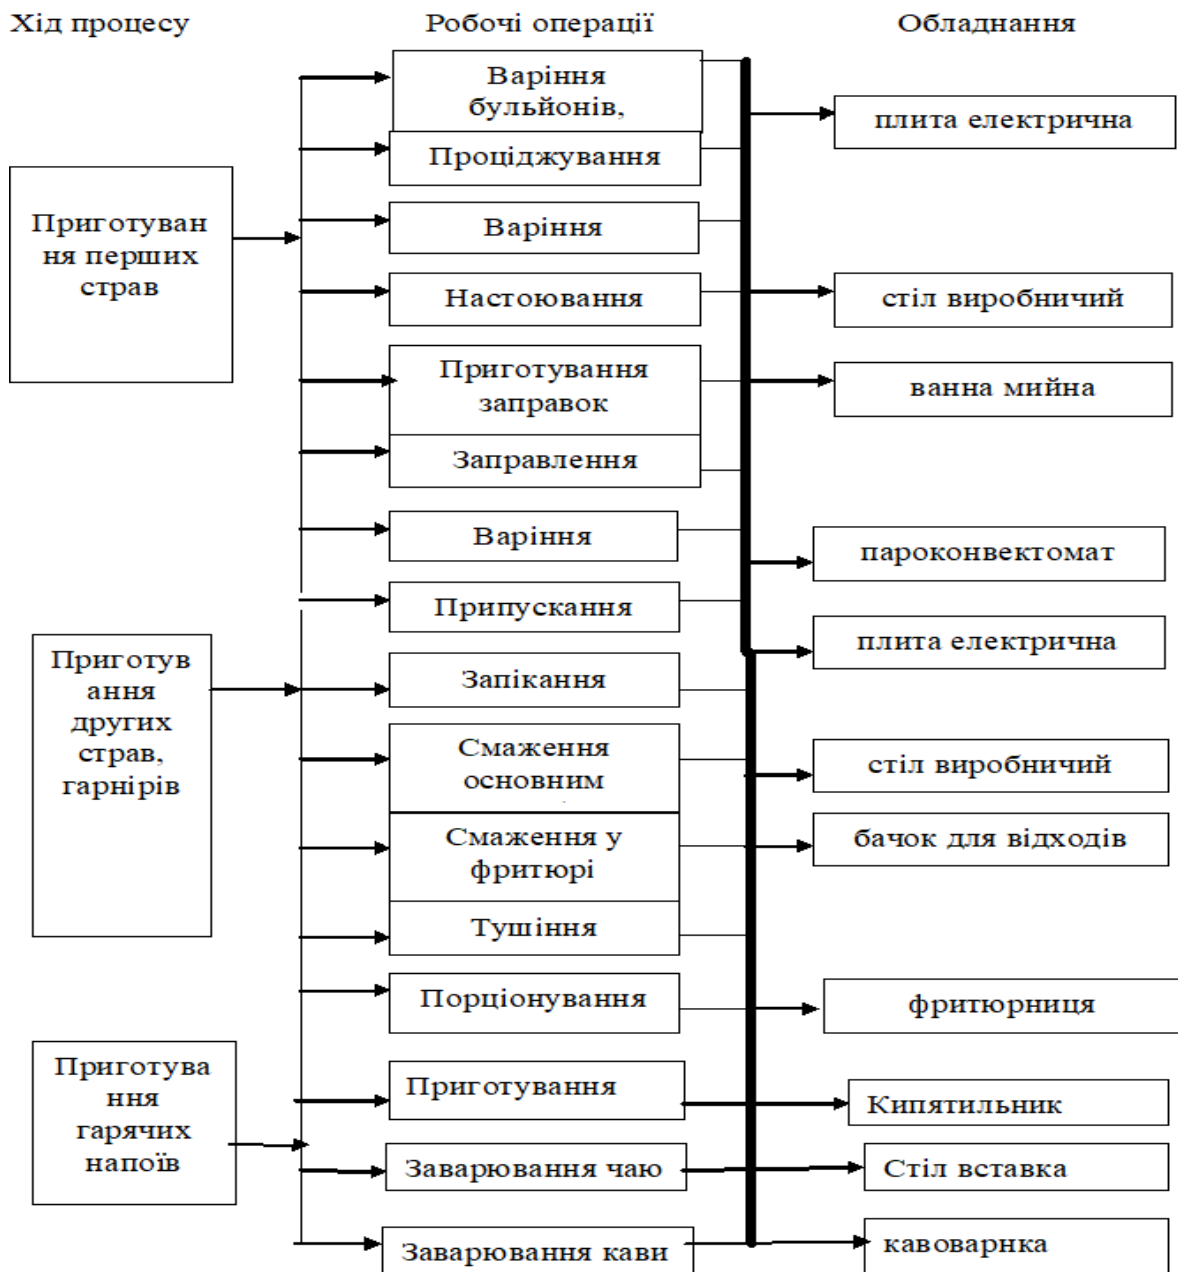 Хід процесу
Робочі операції
Обладнання
Приготуван
ня перших
страв
Приготув
ання
других
страв,
гарнірів
Приготува
ння
гарячих
напоїв
Варіння
бульйонів,
Проціджування
Варіння
Настоювання
Приготування
заправок
Заправлення
Варіння
Припускання
Запікання
Смаження
основним
Смаження у
фритюрі
Тушіння
Порціонування
Приготування
Заварювання чаю
Заварювання кави
плита електрична
стіл виробничий
ванна мийна
пароконвектомат
плита електрична
стіл виробничий
бачок для відходів
фритюрниця
Кипятильник
Стіл вставка
кавоварнка